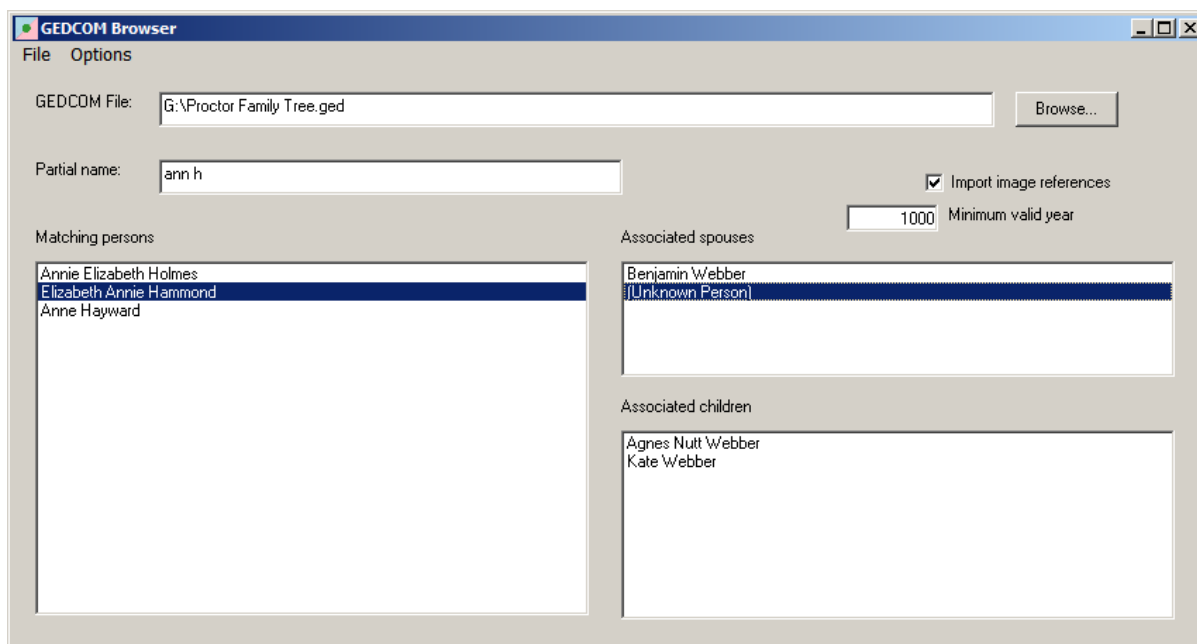 GEDCOM Browser
File Options
GEDCOM File: G:\Proctor Family Tree.ged Browse...
Partial name: ann h
Import image references
1000 Minimum valid year
Matching persons
Annie Elizabeth Holmes
Elizabeth Annie Hammond
Anne Hayward
Associated spouses
Benjamin Webber
(Unknown Person)
Associated children
Agnes Nutt Webber
Kate Webber